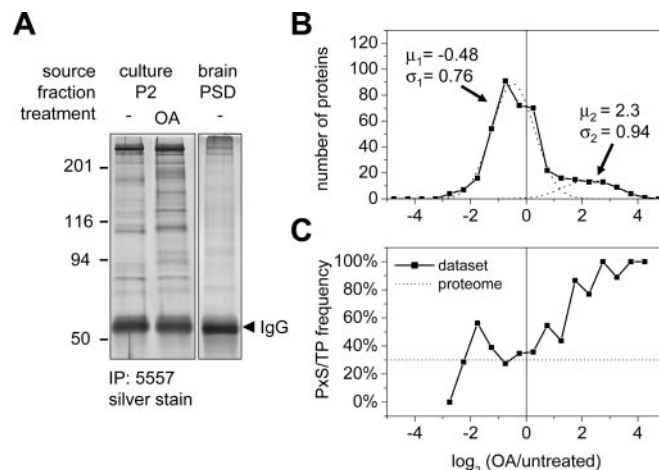 A
source culture brain
fraction P2 PSD
treatment - OA -
201
116
94
50
IgG
IP: 5557
silver stain
B
number of proteins
120
100
80
60
40
20
0
μ1= -0.48
σ1= 0.76
μ2 = 2.3
σ2 = 0.94
-4 -2 0 2 4
C
PxS/TP frequency
100%
80%
60%
40%
20%
0%
dataset
proteome
-4 -2 0 2 4
log2 (OA/untreated)